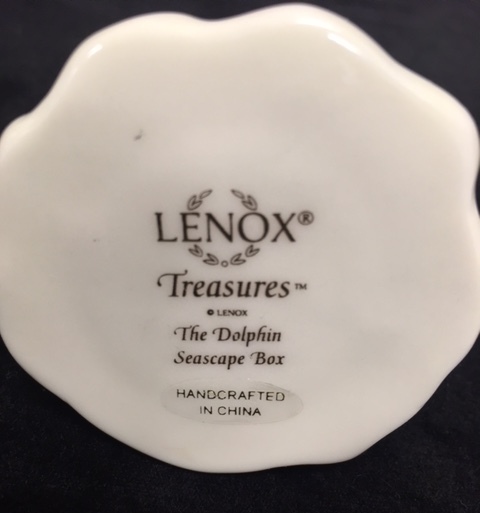 LENOX®
Treasures™
© LENOX
The Dolphin
Seascape Box
HANDCRAFTED
IN CHINA